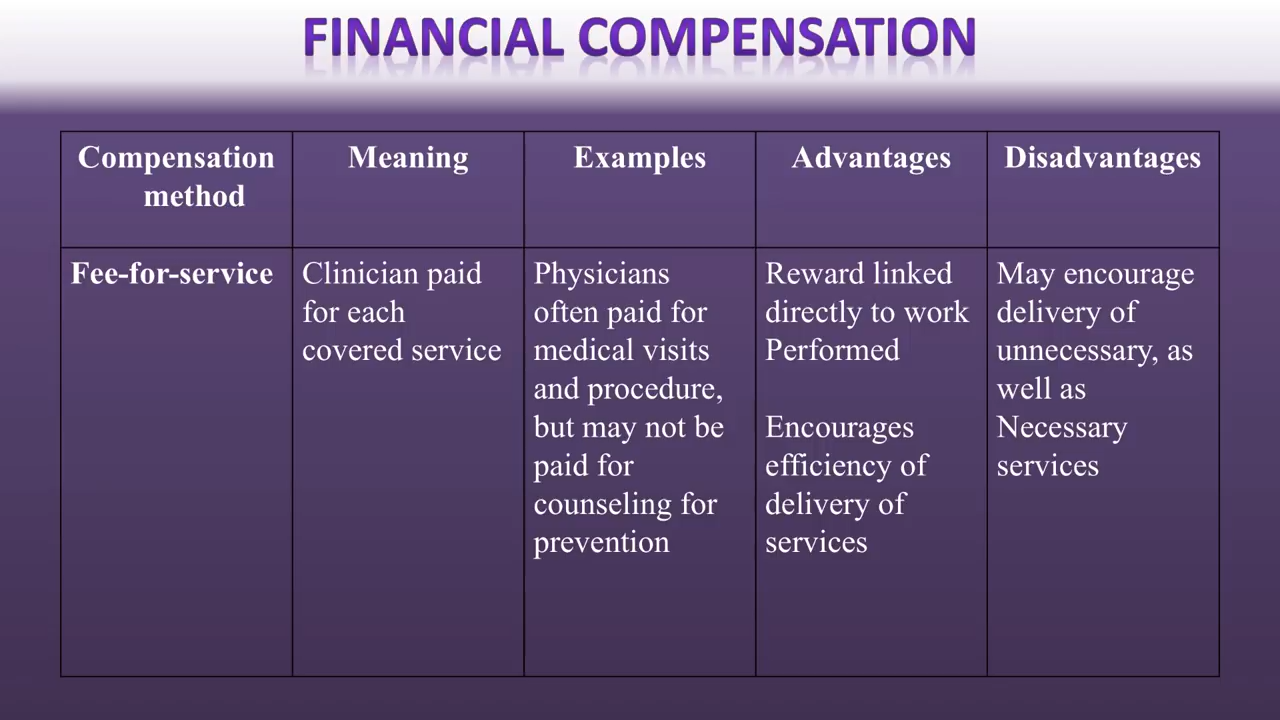 FINANCIAL COMPENSATION
Compensation
method
Meaning
Examples
Advantages
Disadvantages
Fee-for-service
Clinician paid
for each
covered service
Physicians
often paid for
medical visits
and procedure,
but may not be
paid for
counseling for
prevention
Reward linked
directly to work
Performed
Encourages
efficiency of
delivery of
services
May encourage
delivery of
unnecessary, as
well as
Necessary
services